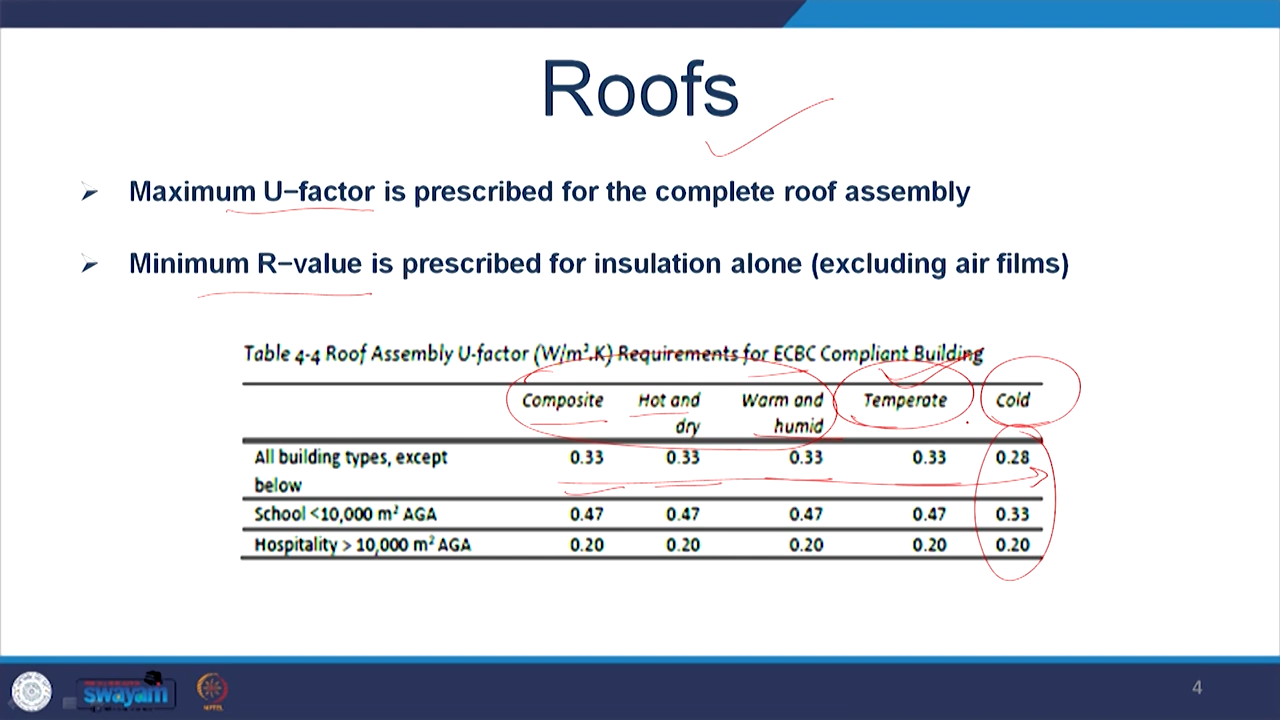 Roofs
Maximum U−factor is prescribed for the complete roof assembly
Minimum R−value is prescribed for insulation alone (excluding air films)
Table 4-4 Roof Assembly U-factor (W/m².K) Requirements for ECBC Compliant Building
Composite Hot and dry Warm and humid Temperate Cold
All building types, except below 0.33 0.33 0.33 0.33 0.28
School <10,000 m² AGA 0.47 0.47 0.47 0.47 0.33
Hospitality > 10,000 m² AGA 0.20 0.20 0.20 0.20 0.20
swayam
4